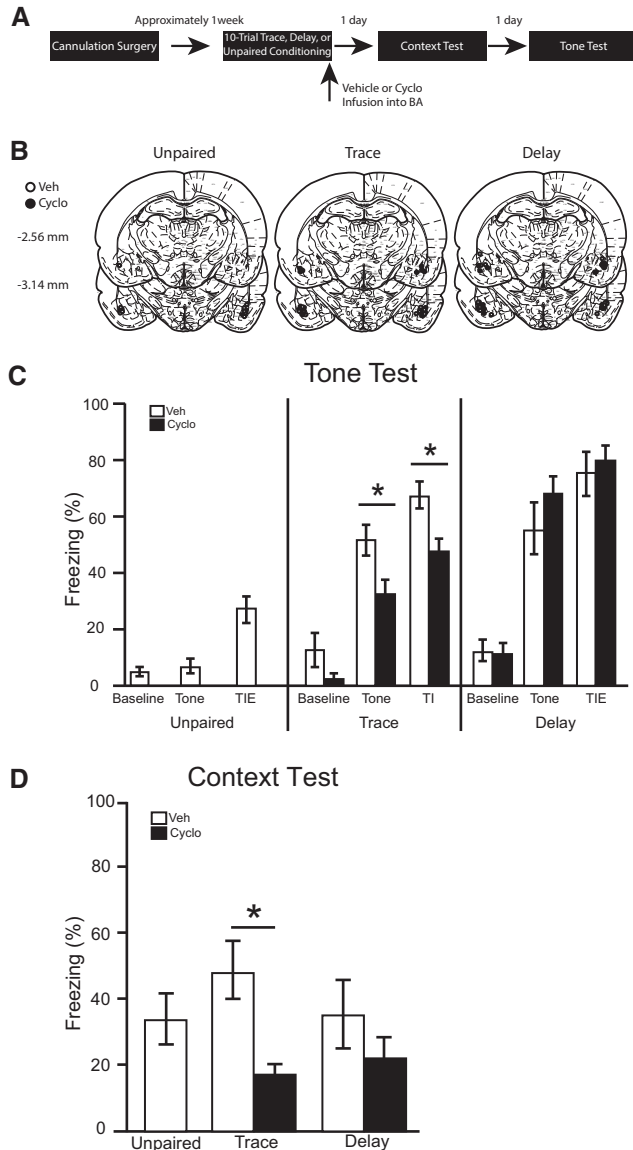 A
Approximately 1week
1 day
1 day
Cannulation Surgery
10-Trial Trace, Delay, or
Unpaired Conditioning
Context Test
Tone Test
Vehicle or Cyclo
Infusion into BA
B
Unpaired
Trace
Delay
Veh
Cyclo
-2.56 mm
-3.14 mm
C
Tone Test
Veh
Cyclo
Freezing (%)
100
80
60
40
20
0
* *
Baseline Tone TIE Baseline Tone TI Baseline Tone TIE
Unpaired Trace Delay
D
Context Test
Veh
Cyclo
Freezing (%)
100
80
60
40
20
0
*
Unpaired Trace Delay